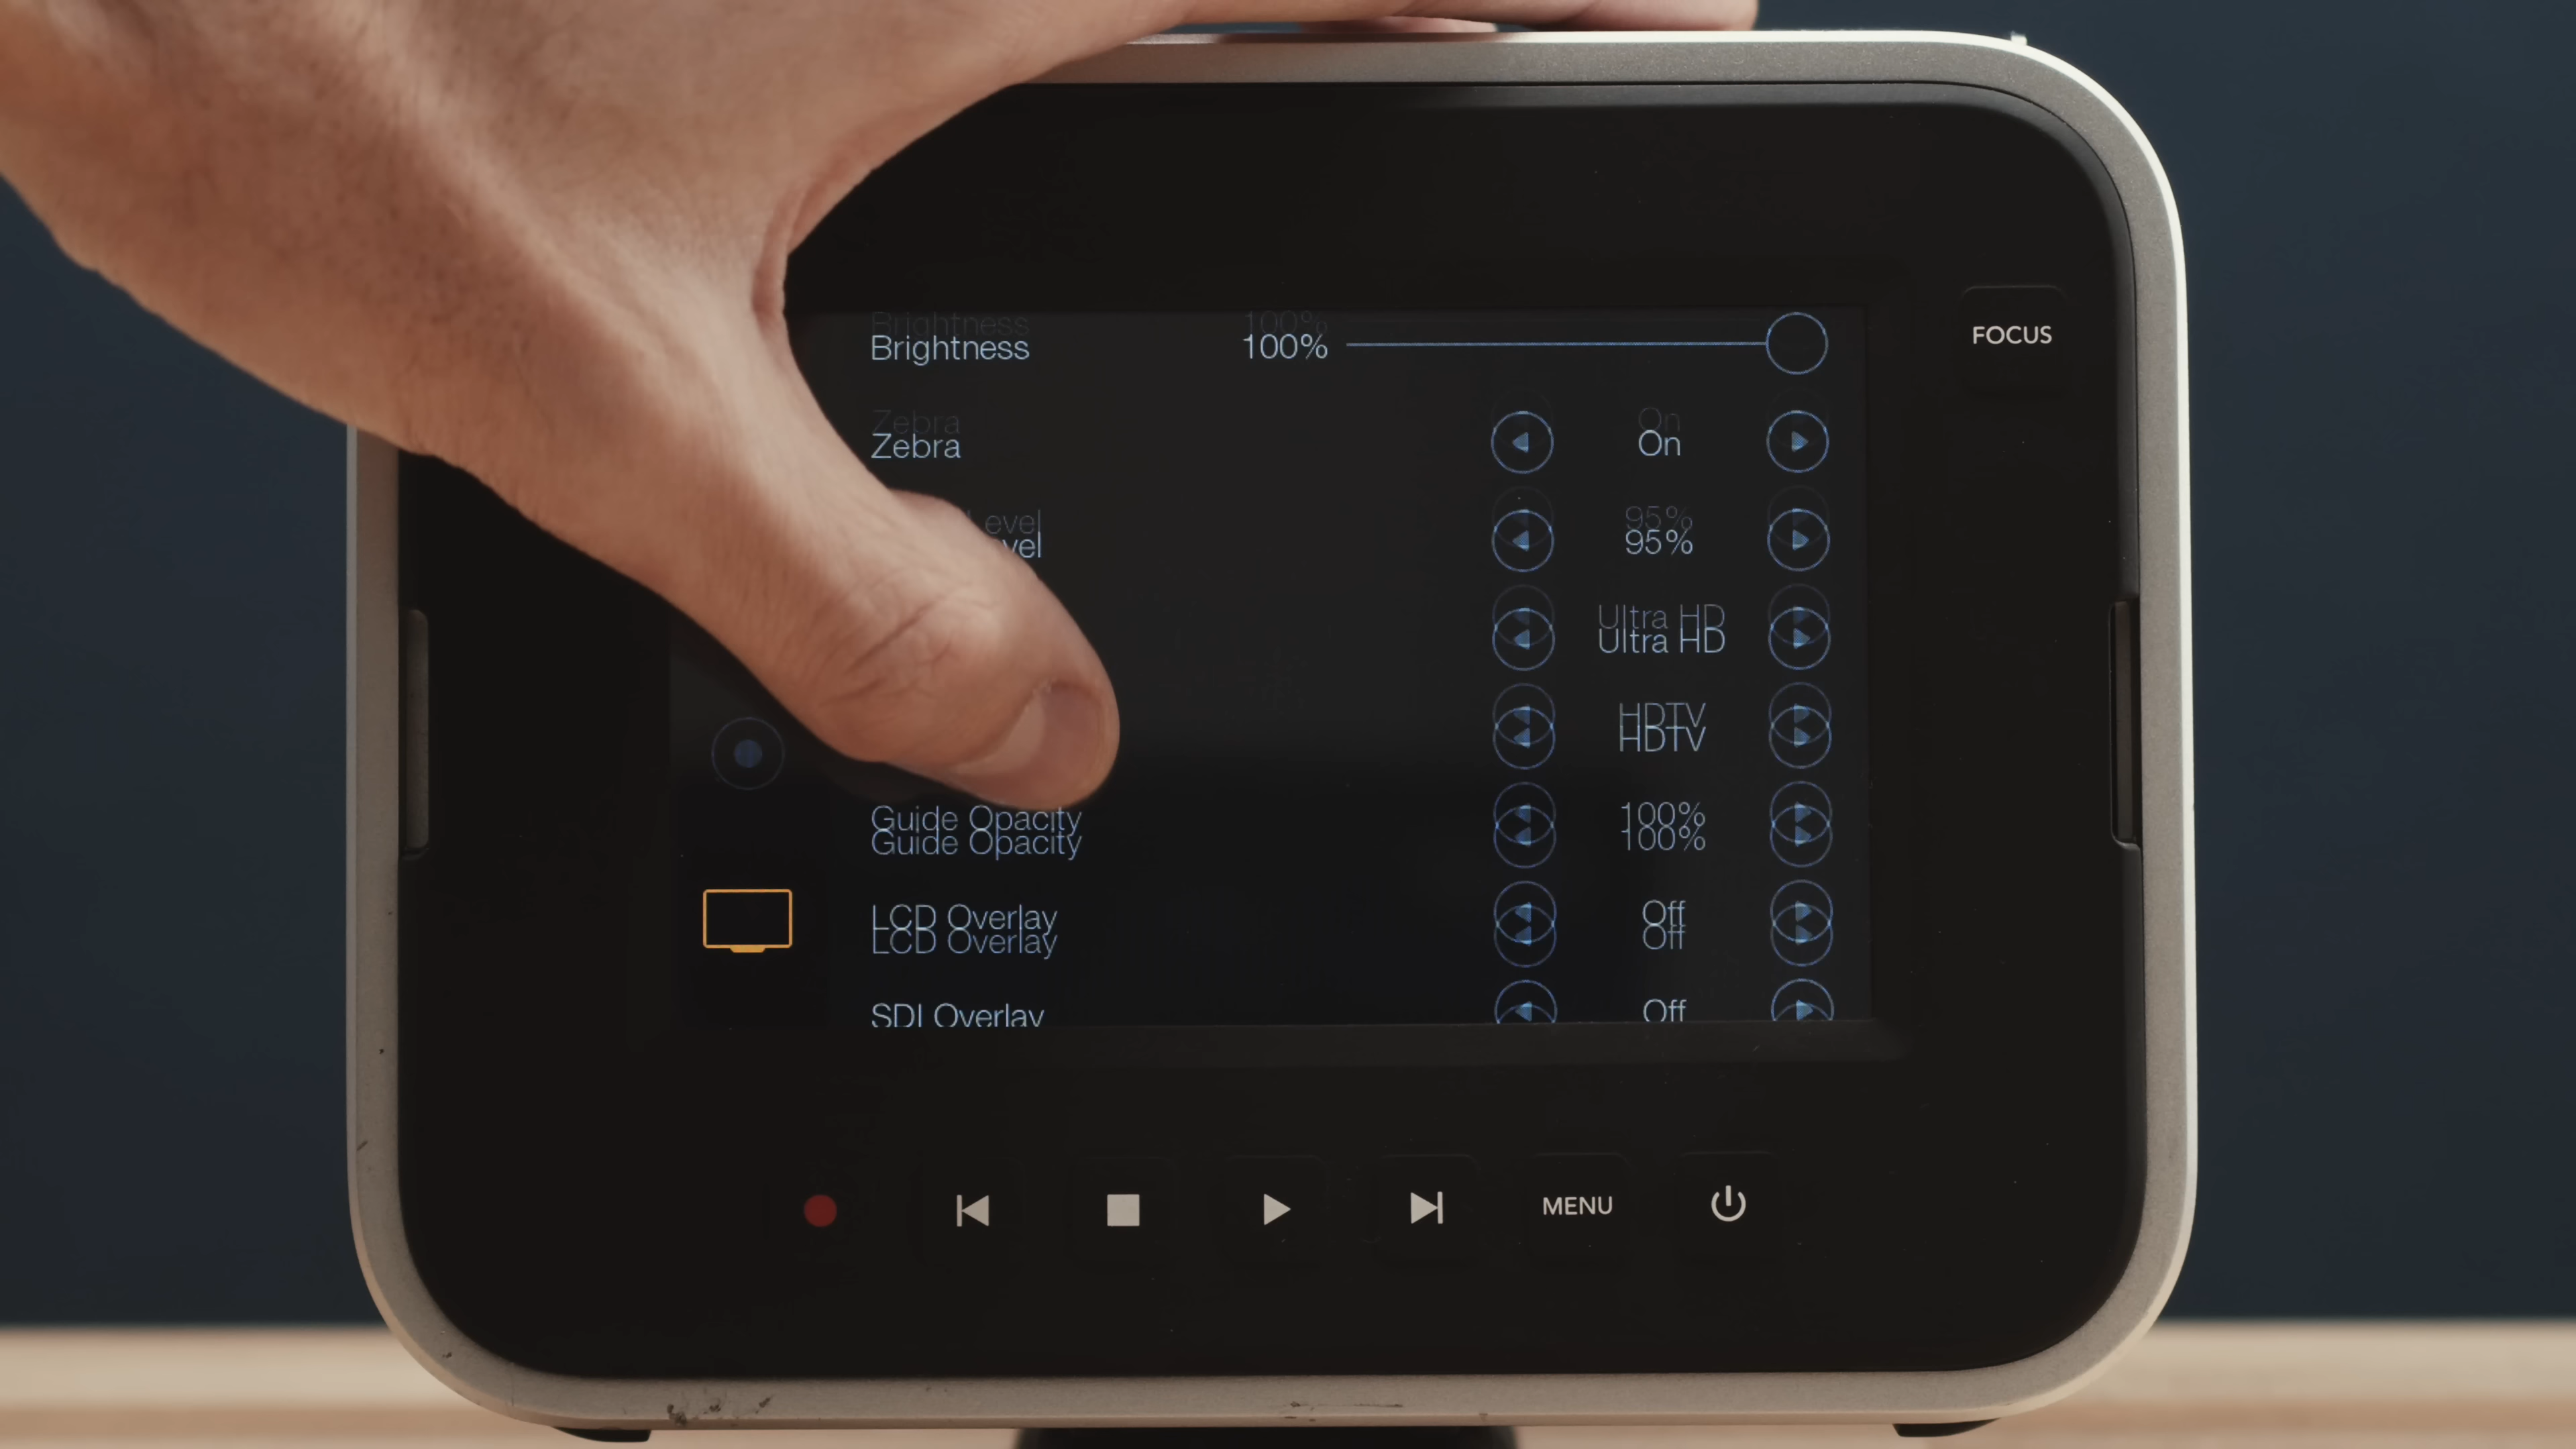 Brightness 100%
FOCUS
Zebra On
Level 95%
Ultra HD
HDTV
Guide Opacity 100%
LCD Overlay Off
SDI Overlay Off
MENU